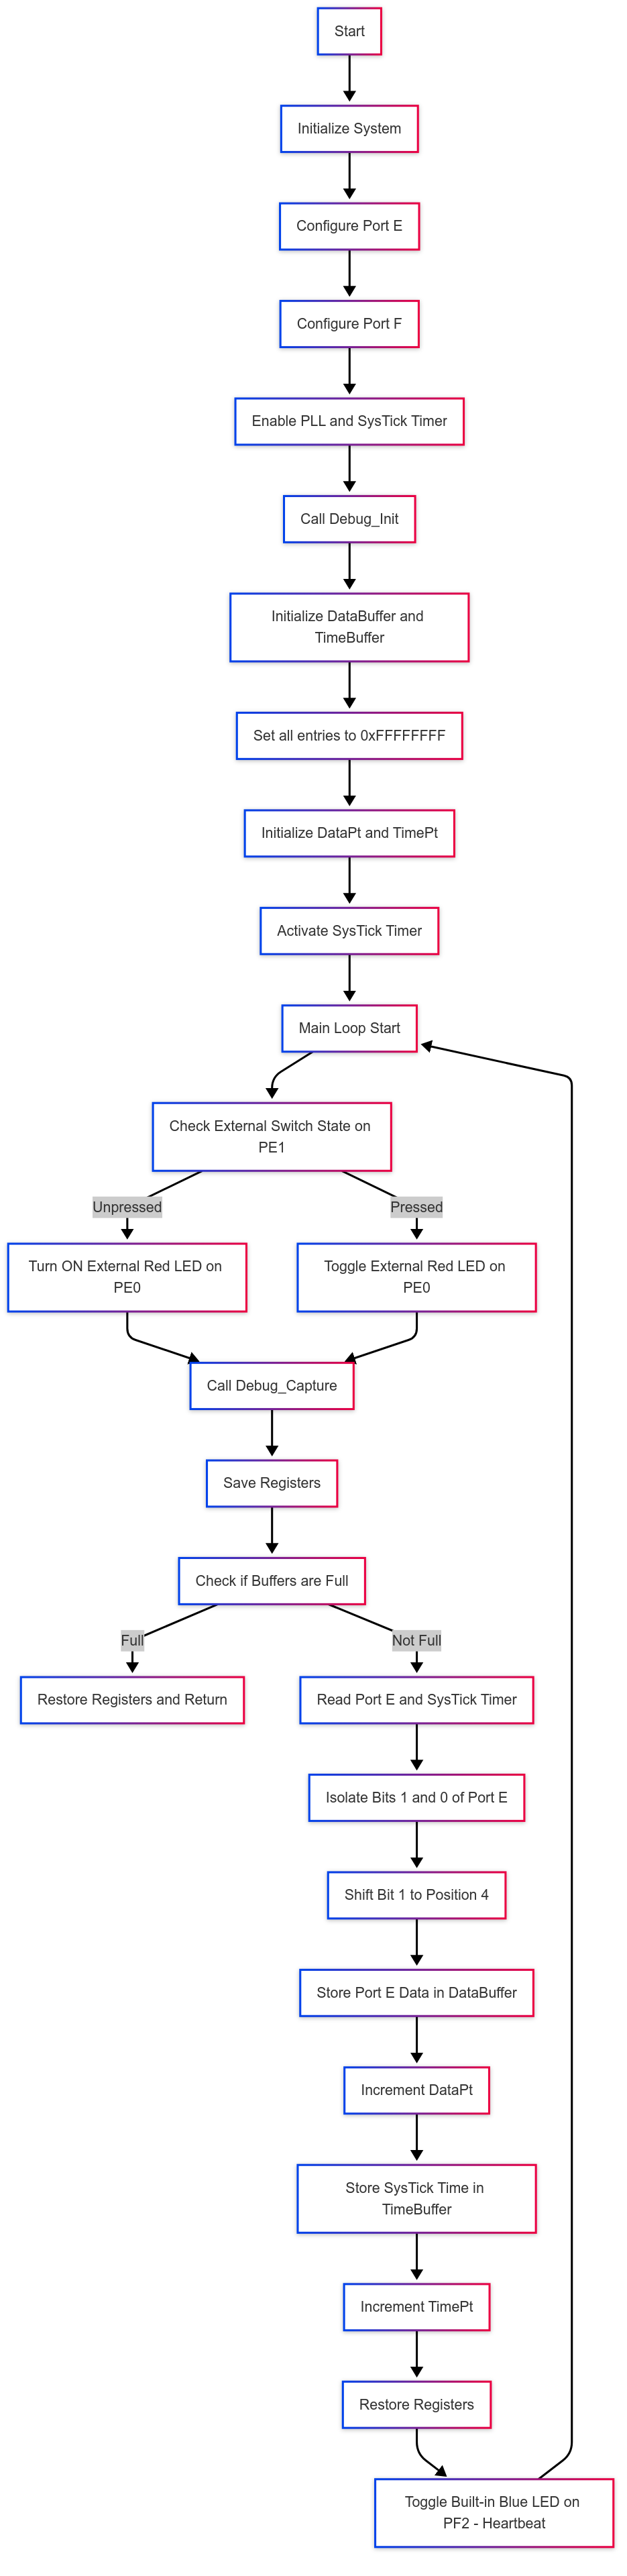 Start
Initialize System
Configure Port E
Configure Port F
Enable PLL and SysTick Timer
Call Debug_Init
Initialize DataBuffer and
TimeBuffer
Set all entries to 0xFFFFFFFF
Initialize DataPt and TimePt
Activate SysTick Timer
Main Loop Start
Check External Switch State on
PE1
Unpressed
Pressed
Turn ON External Red LED on
PE0
Toggle External Red LED on
PE0
Call Debug_Capture
Save Registers
Check if Buffers are Full
Full
Not Full
Restore Registers and Return
Read Port E and SysTick Timer
Isolate Bits 1 and 0 of Port E
Shift Bit 1 to Position 4
Store Port E Data in DataBuffer
Increment DataPt
Store SysTick Time in
TimeBuffer
Increment TimePt
Restore Registers
Toggle Built-in Blue LED on
PF2 - Heartbeat